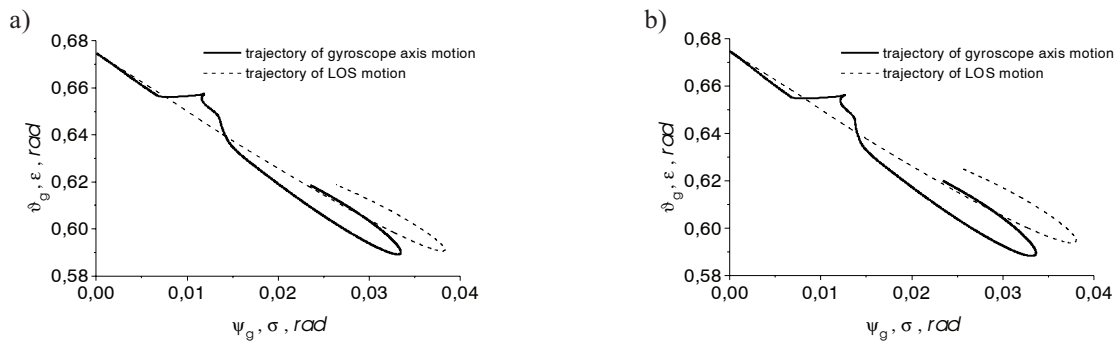 a)
0,68
0,66
0,64
0,62
0,60
0,58
ϑg, ε, rad
trajectory of gyroscope axis motion
trajectory of LOS motion
0,00 0,01 0,02 0,03 0,04
ψg, σ, rad
b)
0,68
0,66
0,64
0,62
0,60
0,58
ϑg, ε, rad
trajectory of gyroscope axis motion
trajectory of LOS motion
0,00 0,01 0,02 0,03 0,04
ψg, σ, rad